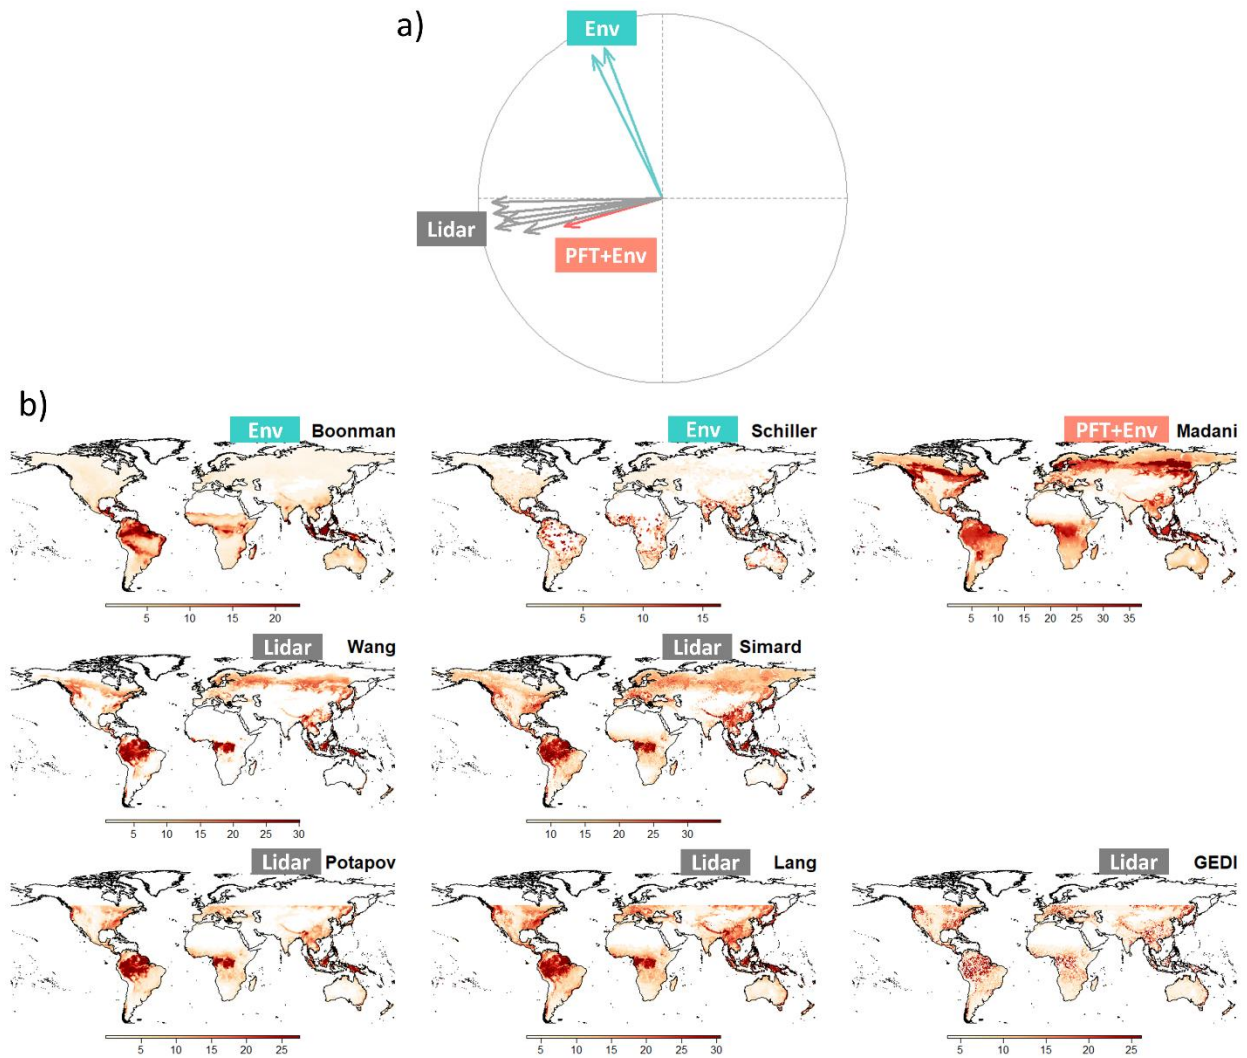 a)
Env
Lidar
PFT+Env
b)
Env Boonman
Env Schiller
PFT+Env Madani
5 10 15 20
5 10 15
5 10 15 20 25 30 35
Lidar Wang
Lidar Simard
5 10 15 20 25 30
10 15 20 25 30
Lidar Potapov
Lidar Lang
Lidar GEDI
5 10 15 20 25
5 10 15 20 25 30
5 10 15 20 25